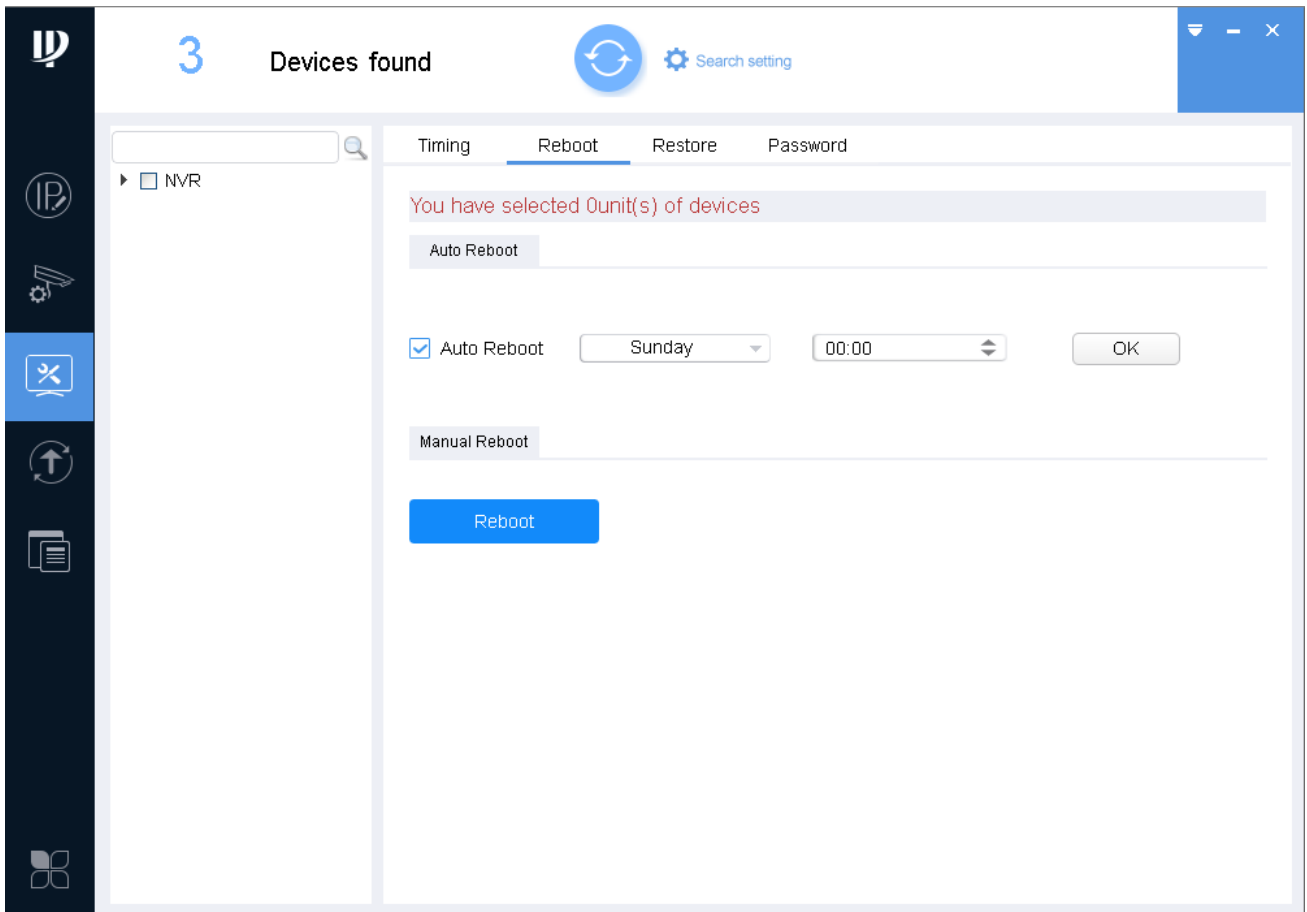 3 Devices found Search setting
Timing Reboot Restore Password
NVR
You have selected 0unit(s) of devices
Auto Reboot
Auto Reboot Sunday 00:00 OK
Manual Reboot
Reboot
IP